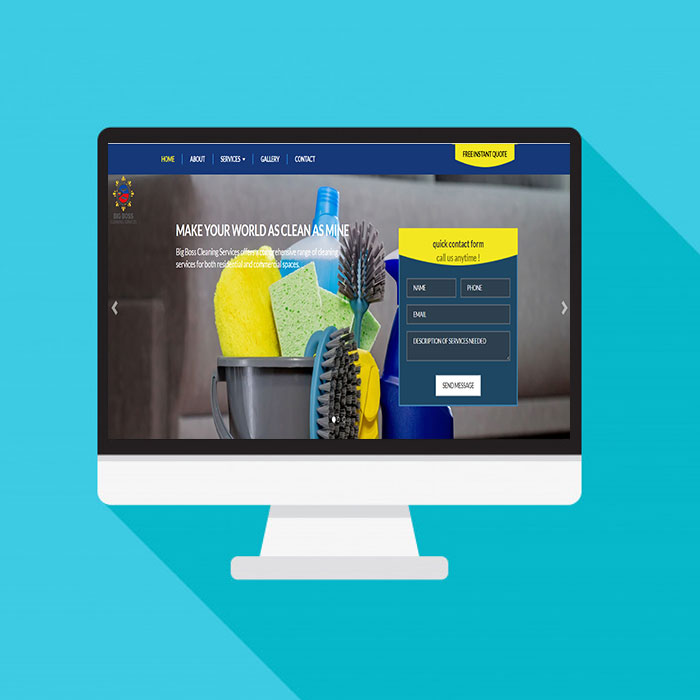 HOME ABOUT SERVICES GALLERY CONTACT
FREE INSTANT QUOTE
BIG BOSS
MAKE YOUR WORLD AS CLEAN AS MINE
Big Boss Cleaning Services offers a comprehensive range of cleaning
services for both residential and commercial spaces.
quick contact form
call us anytime !
NAME PHONE
EMAIL
DESCRIPTION OF SERVICES NEEDED
SEND MESSAGE